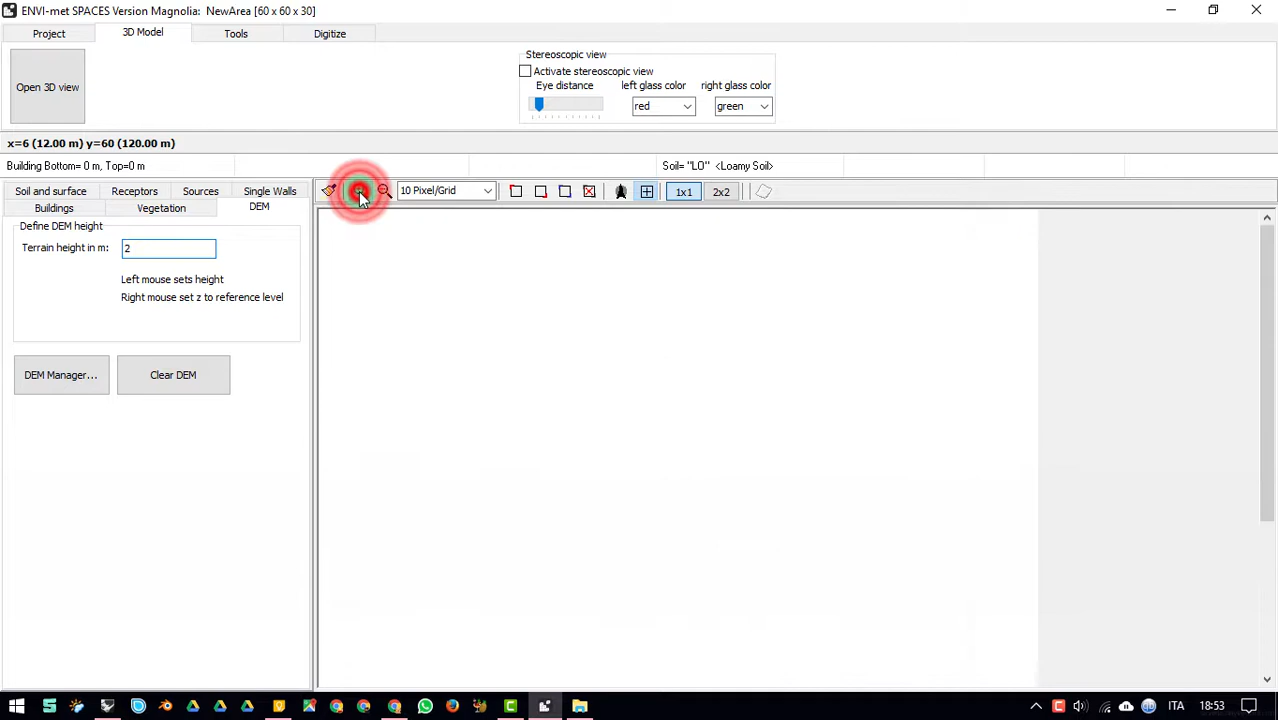 ENVI-met SPACES Version Magnolia: NewArea [60 x 60 x 30]
Project 3D Model Tools Digitize
Open 3D view
Stereoscopic view
Activate stereoscopic view
Eye distance left glass color right glass color
red green
x=6 (12.00 m) y=60 (120.00 m)
Building Bottom= 0 m, Top=0 m Soil= "LO" <Loamy Soil>
Soil and surface Receptors Sources Single Walls
Buildings Vegetation DEM
10 Pixel/Grid 1x1 2x2
Define DEM height
Terrain height in m: 2
Left mouse sets height
Right mouse set z to reference level
DEM Manager... Clear DEM
ITA 18:53